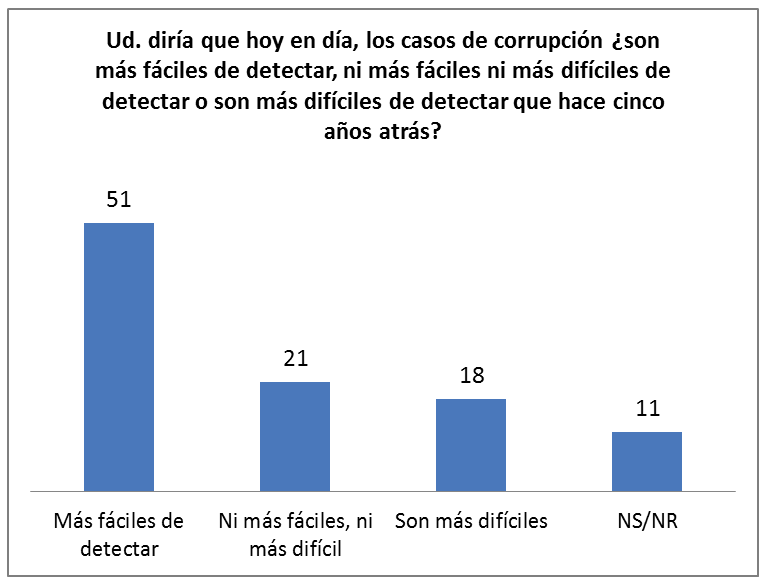 Ud. diría que hoy en día, los casos de corrupción ¿son
más fáciles de detectar, ni más fáciles ni más difíciles de
detectar o son más difíciles de detectar que hace cinco
años atrás?
51
21
18
11
Más fáciles de
detectar
Ni más fáciles, ni
más difícil
Son más difíciles
NS/NR